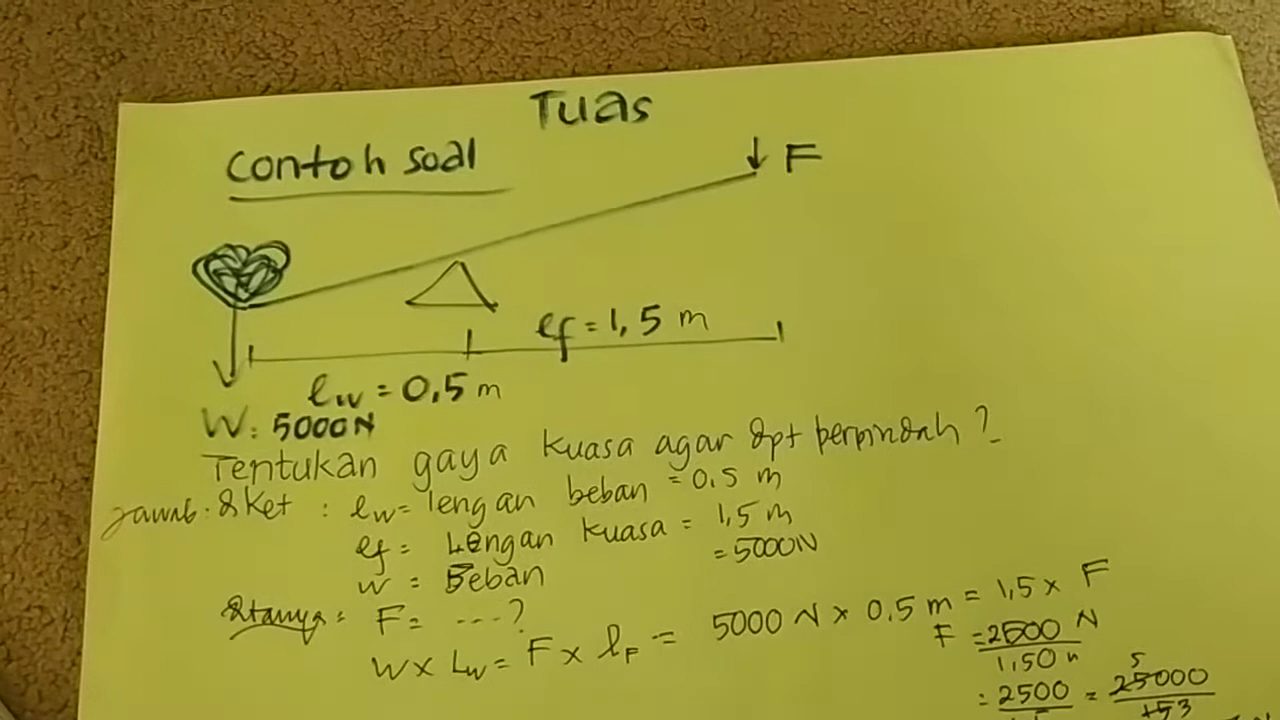 Tuas
Contoh soal
↓ F
lf = 1,5 m
lw = 0,5 m
W: 5000N
Tentukan gaya kuasa agar dpt berpindah?
Jawab: Dket : lw = lengan beban = 0,5 m
lf = Lengan kuasa = 1,5 m
w = Beban = 5000N
Ditanya = F = ....?
W x Lw = F x lF = 5000 N x 0,5 m = 1,5 x F
F = 2500 N
1,50
= 2500 = 25000